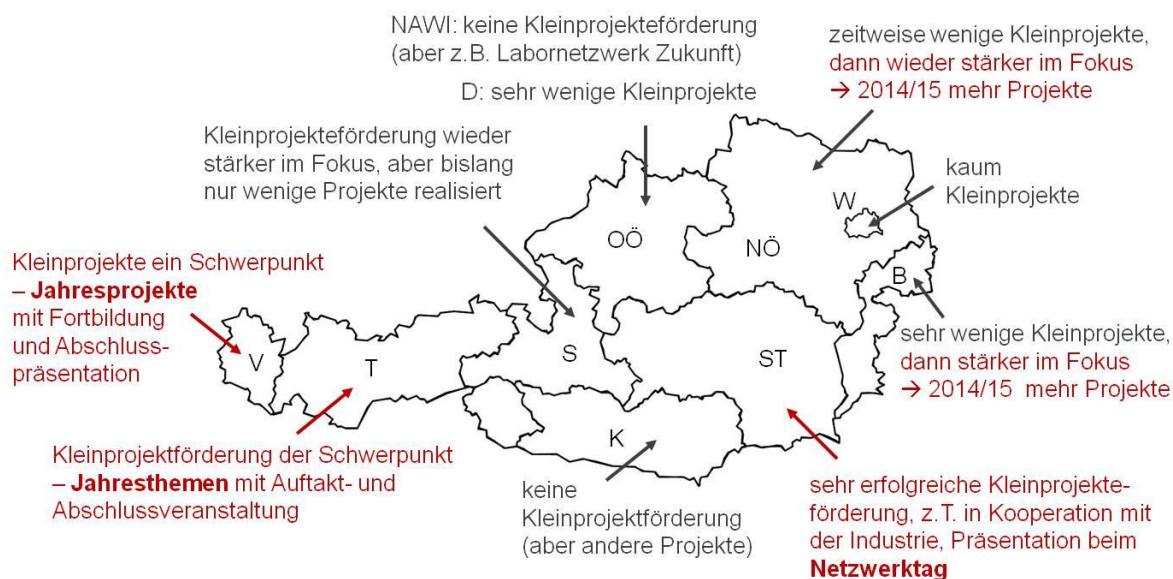 NAWI: keine Kleinprojekteförderung
(aber z.B. Labornetzwerk Zukunft)
D: sehr wenige Kleinprojekte
zeitweise wenige Kleinprojekte,
dann wieder stärker im Fokus
→ 2014/15 mehr Projekte
Kleinprojekteförderung wieder
stärker im Fokus, aber bislang
nur wenige Projekte realisiert
kaum
Kleinprojekte
W
OÖ
NÖ
B
Kleinprojekte ein Schwerpunkt
– Jahresprojekte
mit Fortbildung
und Abschluss-
präsentation
V
T
S
ST
K
sehr wenige Kleinprojekte,
dann stärker im Fokus
→ 2014/15 mehr Projekte
Kleinprojektförderung der Schwerpunkt
– Jahresthemen mit Auftakt- und
Abschlussveranstaltung
keine
Kleinprojektförderung
(aber andere Projekte)
sehr erfolgreiche Kleinprojekte-
förderung, z.T. in Kooperation mit
der Industrie, Präsentation beim
Netzwerktag